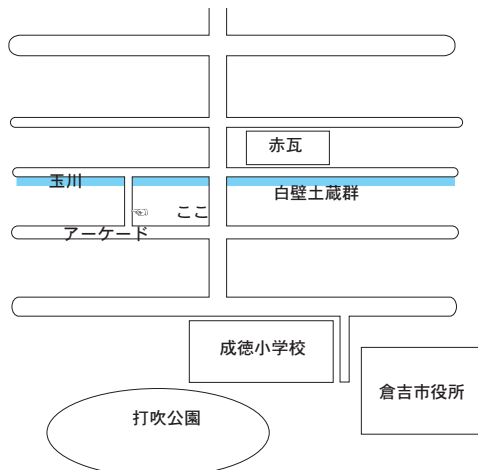 赤瓦
玉川
白壁土蔵群
☜ ここ
アーケード
成徳小学校
倉吉市役所
打吹公園